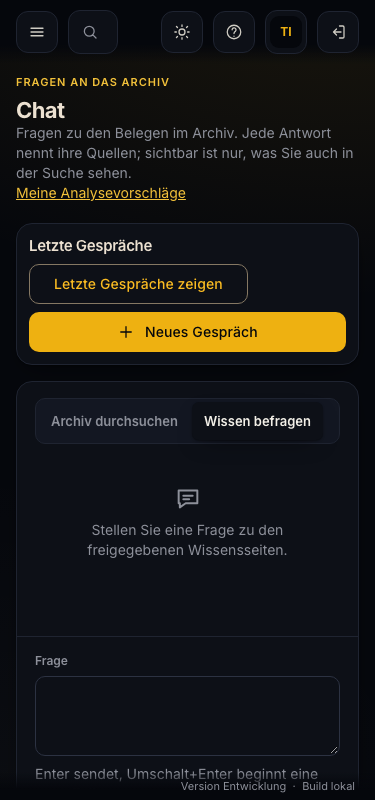 TI
FRAGEN AN DAS ARCHIV
Chat
Fragen zu den Belegen im Archiv. Jede Antwort
nennt ihre Quellen; sichtbar ist nur, was Sie auch in
der Suche sehen.
Meine Analysevorschläge
Letzte Gespräche
Letzte Gespräche zeigen
Neues Gespräch
Archiv durchsuchen Wissen befragen
Stellen Sie eine Frage zu den
freigegebenen Wissensseiten.
Frage
Enter sendet, Umschalt+Enter beginnt eine
Version Entwicklung · Build lokal